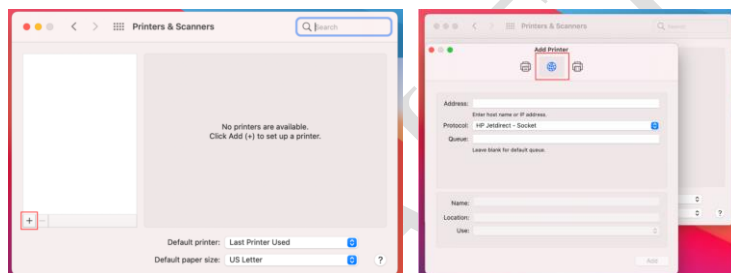 Printers & Scanners
Search
No printers are available.
Click Add (+) to set up a printer.
+ −
Default printer: Last Printer Used
Default paper size: US Letter
?
Printers & Scanners
Search
Add Printer
Address:
Enter host name or IP address.
Protocol: HP Jetdirect – Socket
Queue:
Leave blank for default queue.
Name:
Location:
Use:
?
Add